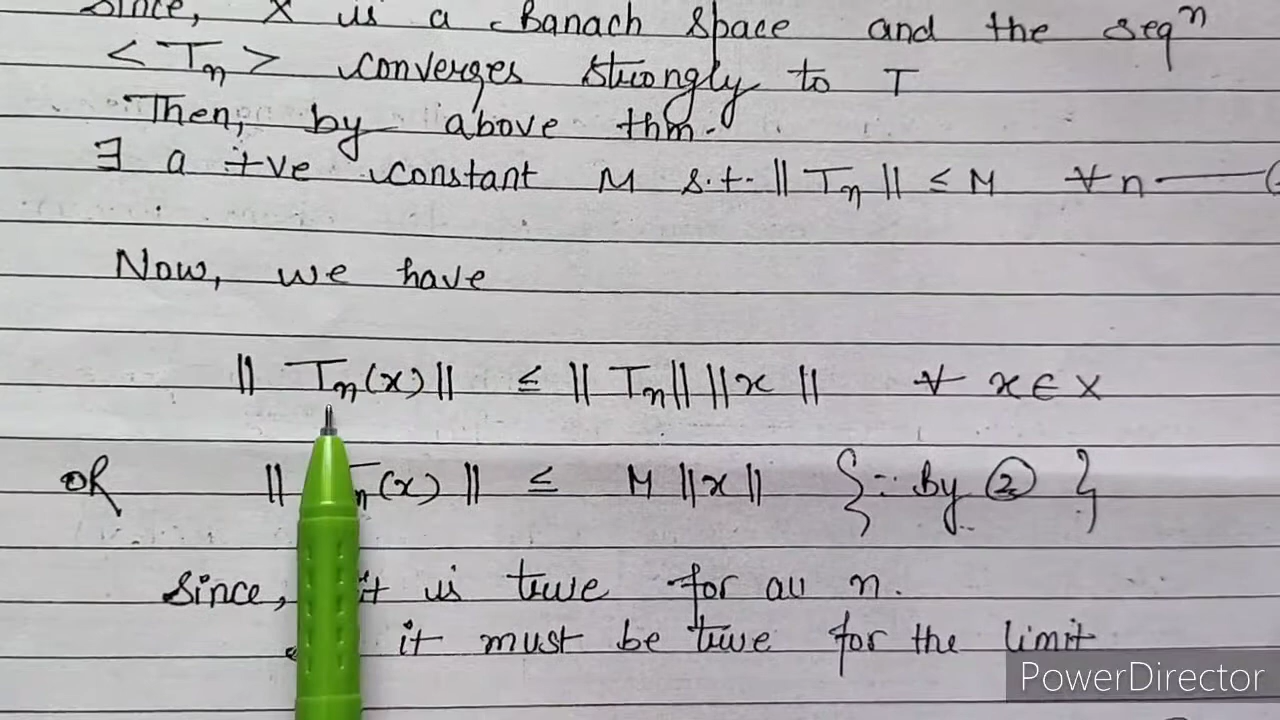 Since, X is a Banach space and the seqⁿ
< Tₙ > converges strongly to T
Then, by above thm.
∃ a +ve constant M s.t. || Tₙ || ≤ M ∀ n — (
Now, we have
|| Tₙ(x) || ≤ || Tₙ || || x || ∀ x ∈ X
OR || Tₙ(x) || ≤ M || x || {∵ By ② }
Since, it is true for all n.
it must be true for the limit
PowerDirector